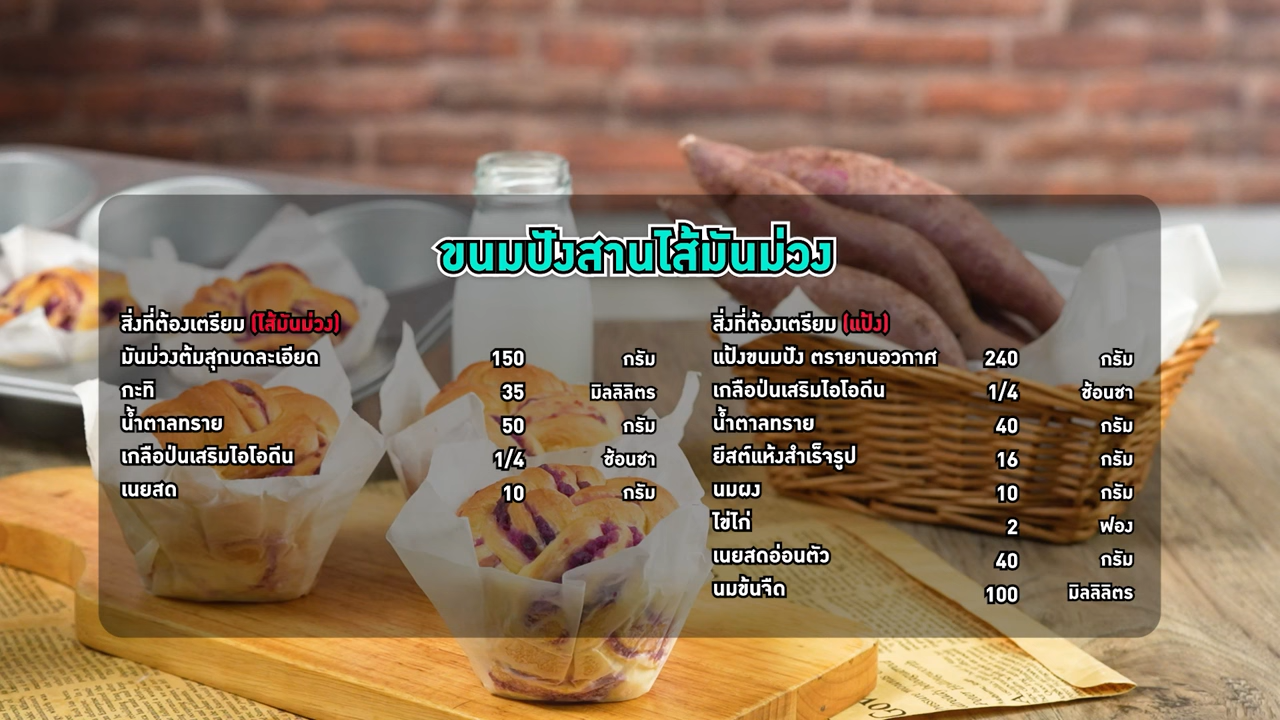 ขนมปังสานไส้มันม่วง
สิ่งที่ต้องเตรียม (ไส้มันม่วง)
มันม่วงต้มสุกบดละเอียด 150 กรัม
กะทิ 35 มิลลิลิตร
น้ำตาลทราย 50 กรัม
เกลือป่นเสริมไอโอดีน 1/4 ช้อนชา
เนยสด 10 กรัม
สิ่งที่ต้องเตรียม (แป้ง)
แป้งขนมปัง ตรายานอวกาศ 240 กรัม
เกลือป่นเสริมไอโอดีน 1/4 ช้อนชา
น้ำตาลทราย 40 กรัม
ยีสต์แห้งสำเร็จรูป 16 กรัม
นมผง 10 กรัม
ไข่ไก่ 2 ฟอง
เนยสดอ่อนตัว 40 กรัม
นมข้นจืด 100 มิลลิลิตร